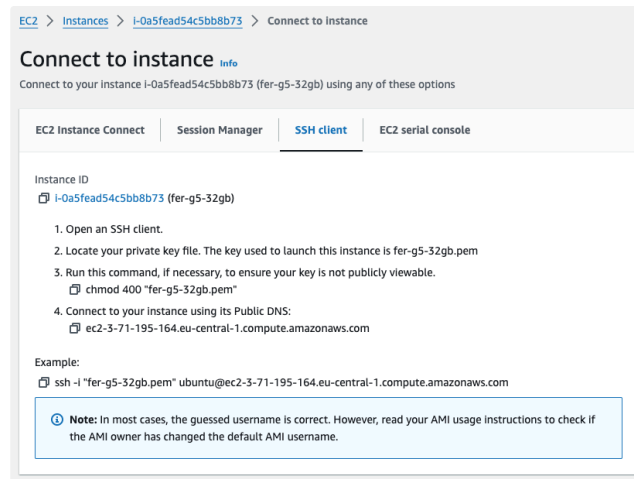 EC2 > Instances > i-0a5fead54c5bb8b73 > Connect to instance
Connect to instance Info
Connect to your instance i-0a5fead54c5bb8b73 (fer-g5-32gb) using any of these options
EC2 Instance Connect Session Manager SSH client EC2 serial console
Instance ID
i-0a5fead54c5bb8b73 (fer-g5-32gb)
1. Open an SSH client.
2. Locate your private key file. The key used to launch this instance is fer-g5-32gb.pem
3. Run this command, if necessary, to ensure your key is not publicly viewable.
chmod 400 "fer-g5-32gb.pem"
4. Connect to your instance using its Public DNS:
ec2-3-71-195-164.eu-central-1.compute.amazonaws.com
Example:
ssh -i "fer-g5-32gb.pem" ubuntu@ec2-3-71-195-164.eu-central-1.compute.amazonaws.com
Note: In most cases, the guessed username is correct. However, read your AMI usage instructions to check if
the AMI owner has changed the default AMI username.